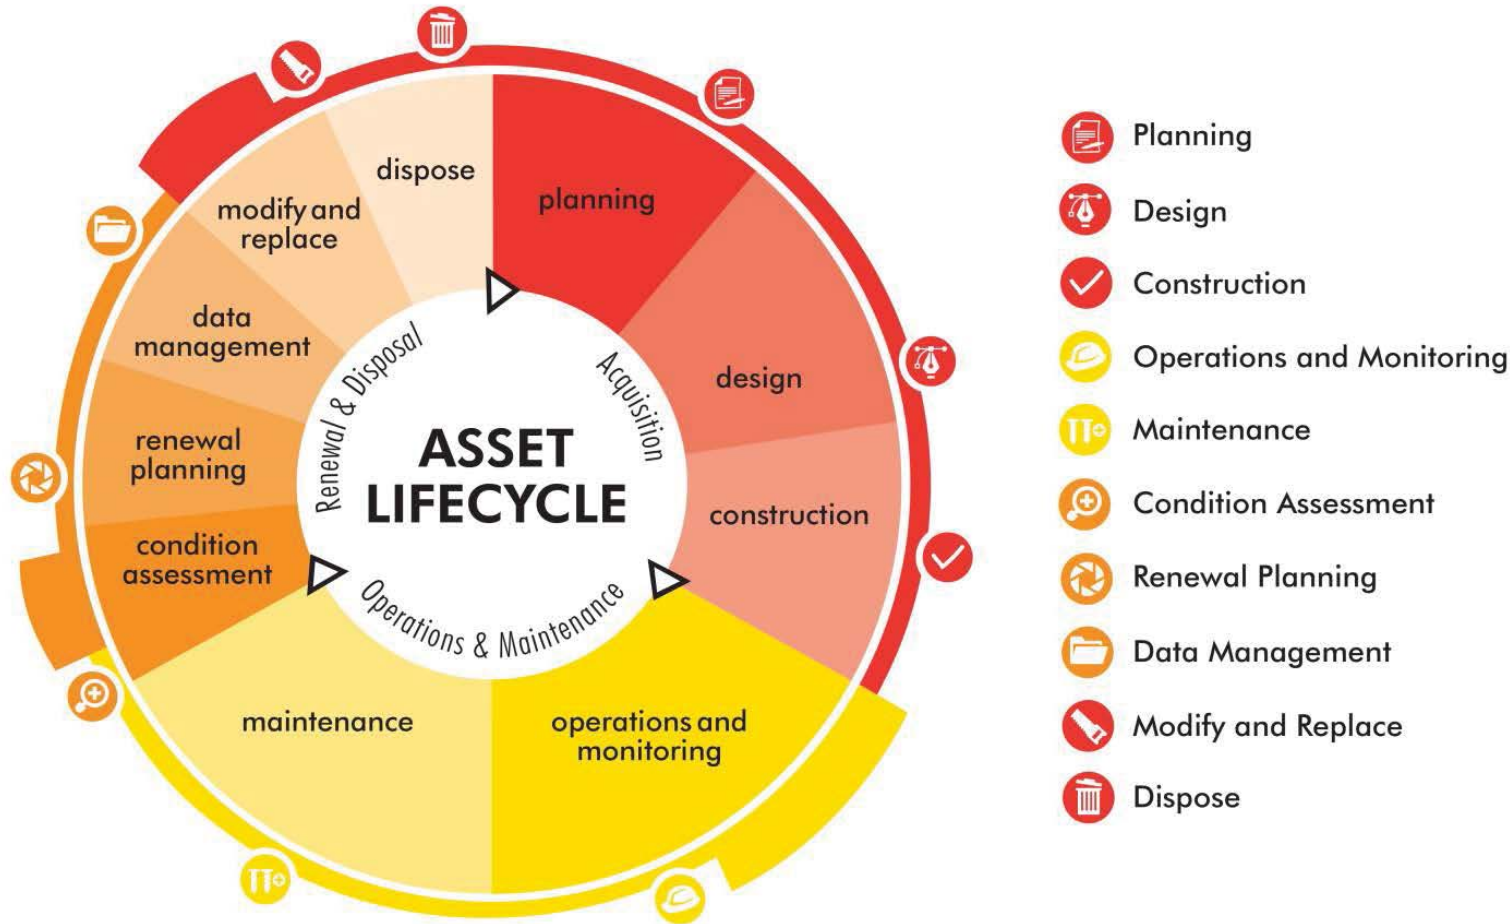 dispose
planning
modify and
replace
data
management
design
renewal
planning
construction
condition
assessment
maintenance
operations and
monitoring
Renewal & Disposal
Acquisition
Operations & Maintenance
ASSET
LIFECYCLE
Planning
Design
Construction
Operations and Monitoring
Maintenance
Condition Assessment
Renewal Planning
Data Management
Modify and Replace
Dispose